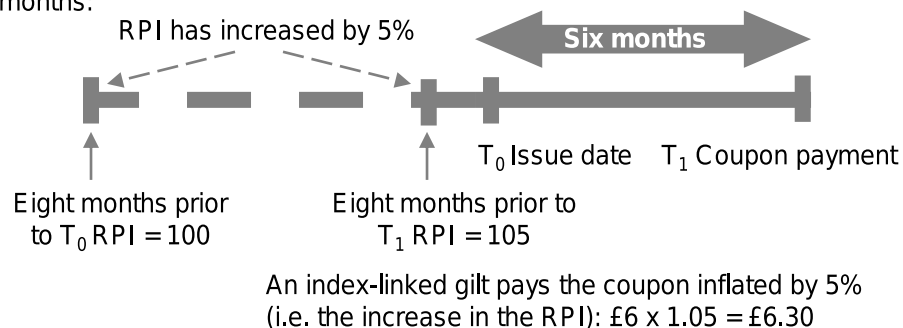 months.
RPI has increased by 5%
Six months
T₀ Issue date T₁ Coupon payment
Eight months prior
to T₀ RPI = 100
Eight months prior to
T₁ RPI = 105
An index-linked gilt pays the coupon inflated by 5%
(i.e. the increase in the RPI): £6 x 1.05 = £6.30